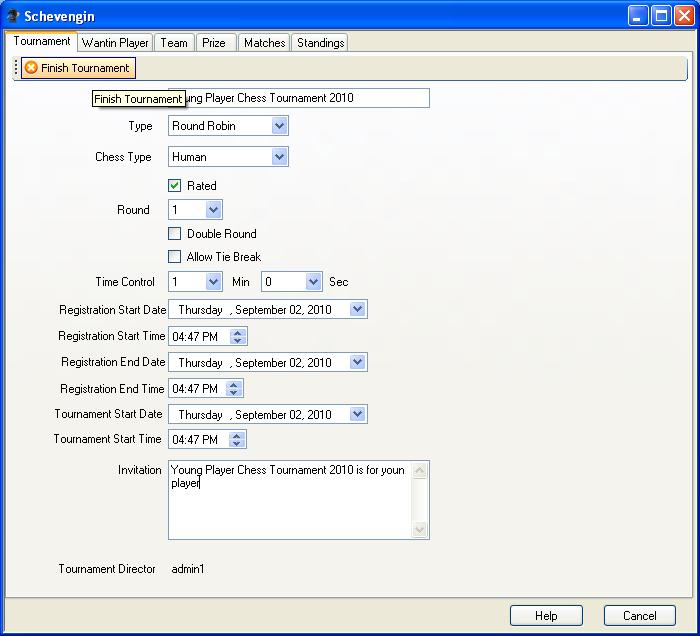 Schevengin
Tournament Wantin Player Team Prize Matches Standings
Finish Tournament
Finish Tournament ung Player Chess Tournament 2010
Type Round Robin
Chess Type Human
Rated
Round 1
Double Round
Allow Tie Break
Time Control 1 Min 0 Sec
Registration Start Date Thursday , September 02, 2010
Registration Start Time 04:47 PM
Registration End Date Thursday , September 02, 2010
Registration End Time 04:47 PM
Tournament Start Date Thursday , September 02, 2010
Tournament Start Time 04:47 PM
Invitation Young Player Chess Tournament 2010 is for youn
player
Tournament Director admin1
Help Cancel